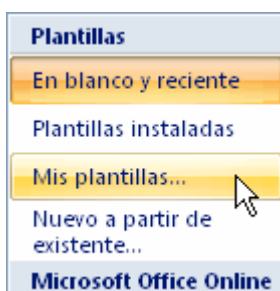 Plantillas
En blanco y reciente
Plantillas instaladas
Mis plantillas...
Nuevo a partir de
existente...
Microsoft Office Online